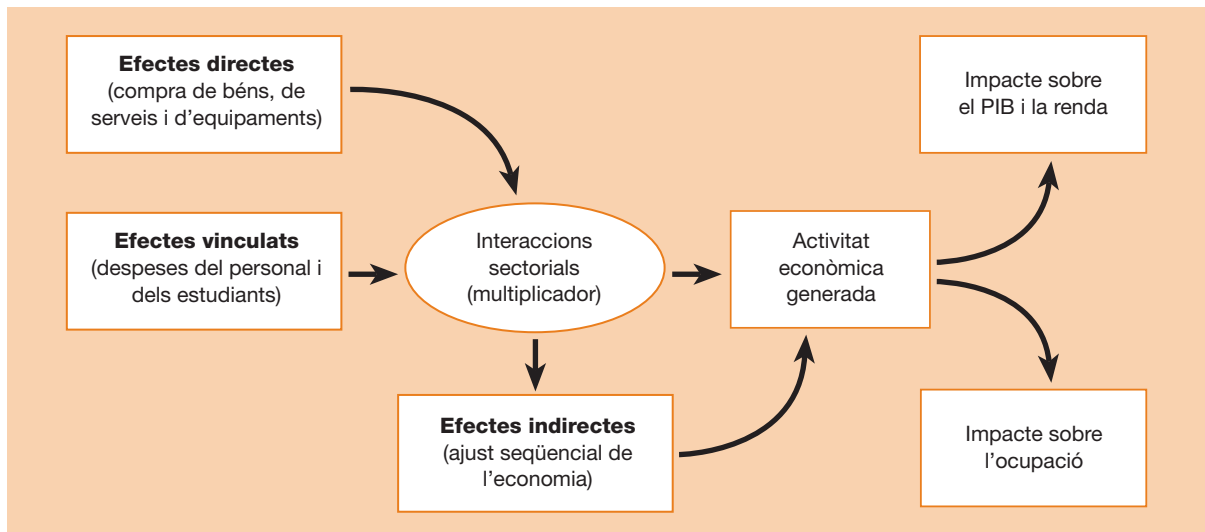 Efectes directes
(compra de béns, de
serveis i d'equipaments)
Efectes vinculats
(despeses del personal i
dels estudiants)
Interaccions
sectorials
(multiplicador)
Efectes indirectes
(ajust seqüencial de
l'economia)
Activitat
econòmica
generada
Impacte sobre
el PIB i la renda
Impacte sobre
l'ocupació